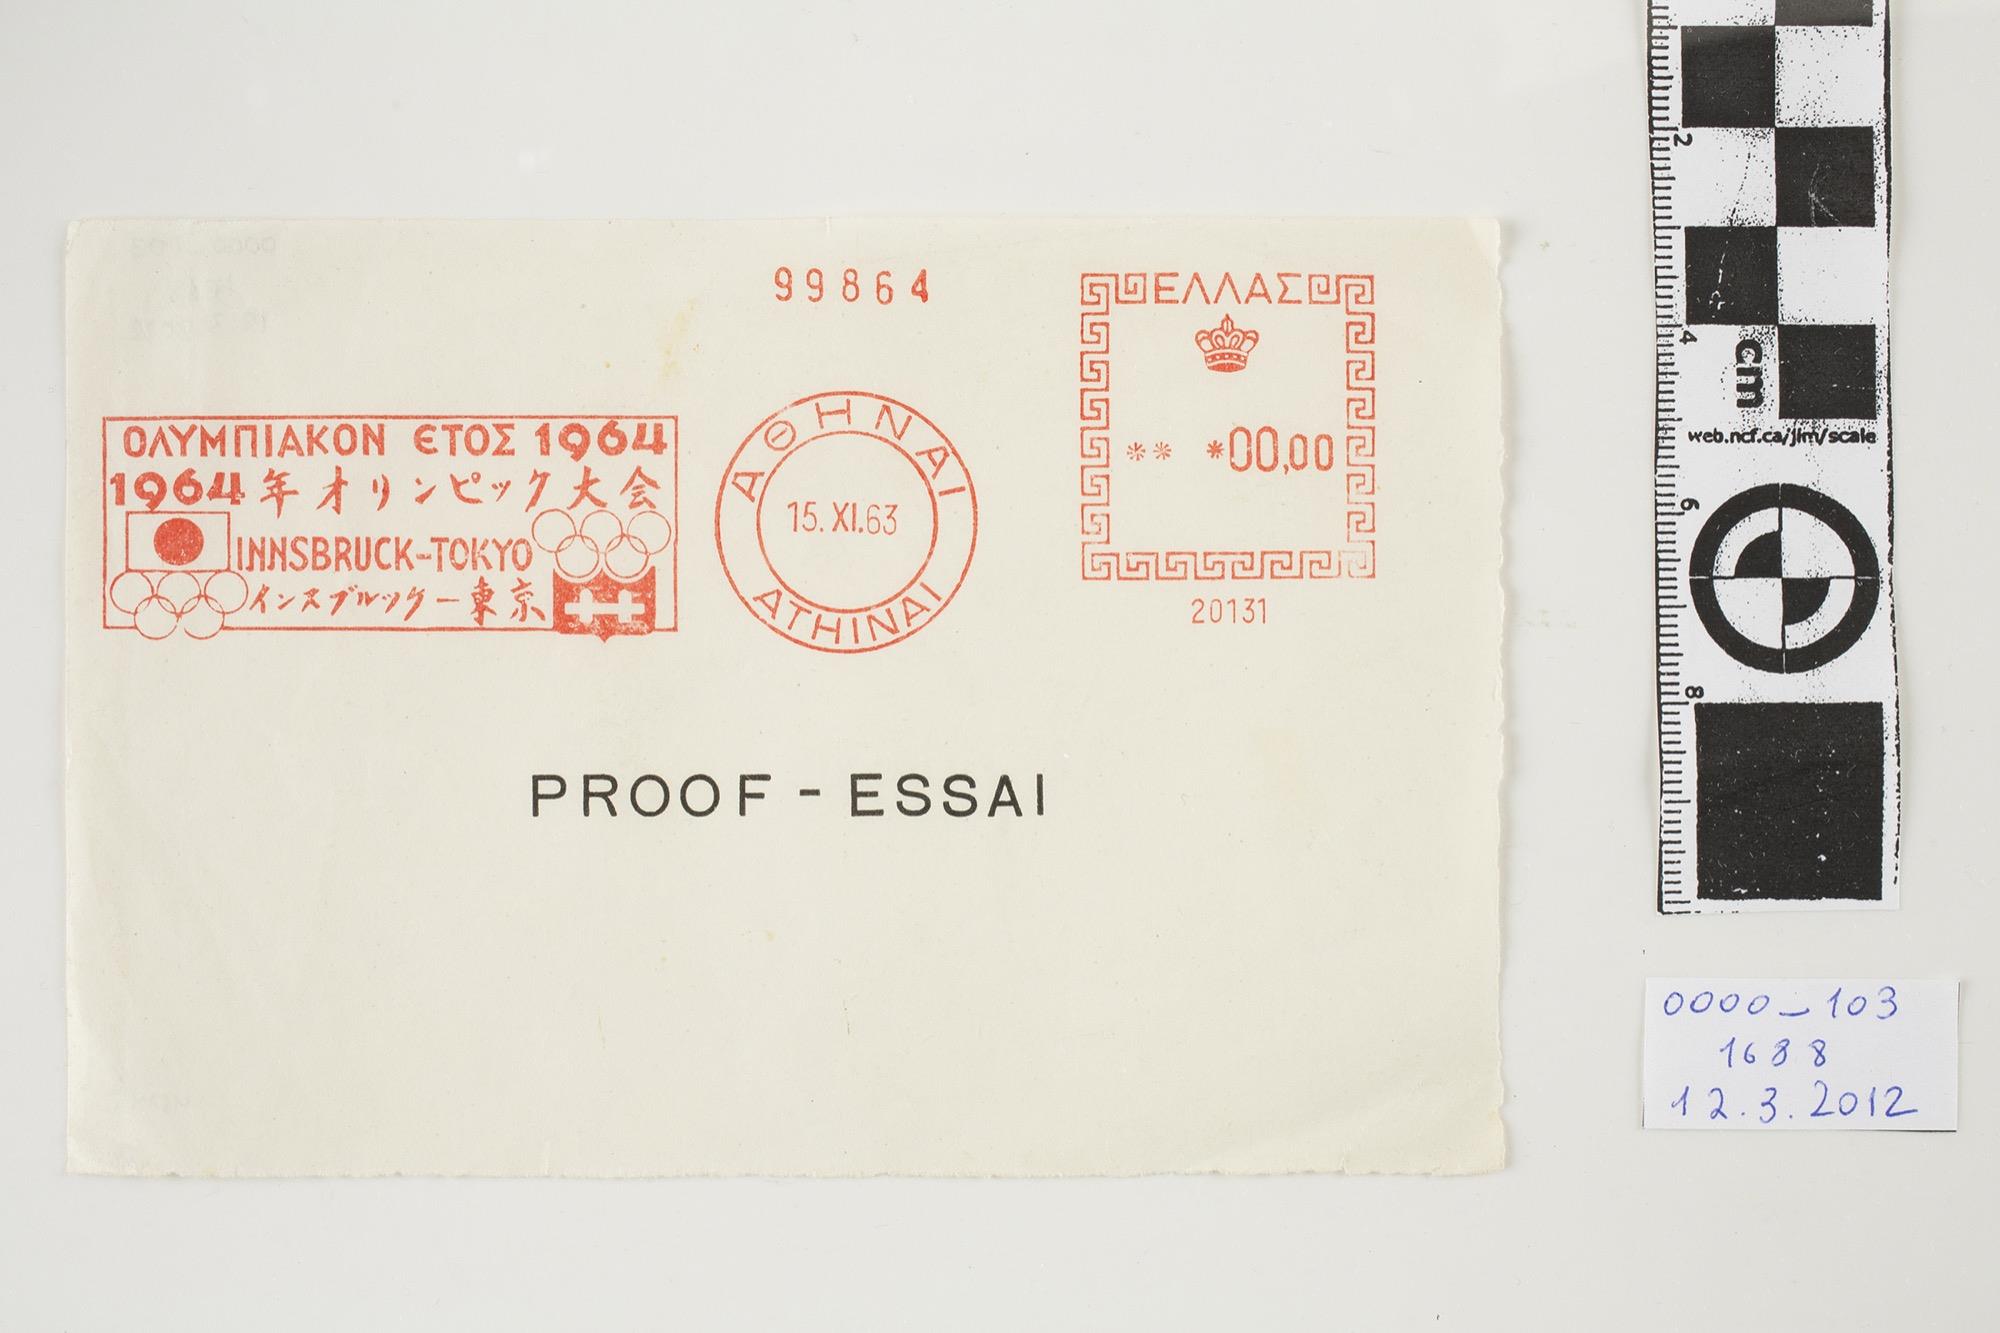 99864
ΕΛΛΑΣ
** *00,00
20131
ΟΛΥΜΠΙΑΚΟΝ ΕΤΟΣ 1964
1964年オリンピック大会
INNSBRUCK-TOKYO
インスブルックー東京
ΑΘΗΝΑΙ
15.XI.63
ATHINAI
PROOF - ESSAI
2
4
cm
web.ncf.ca/jim/scale
6
8
0000_103
1688
12.3.2012